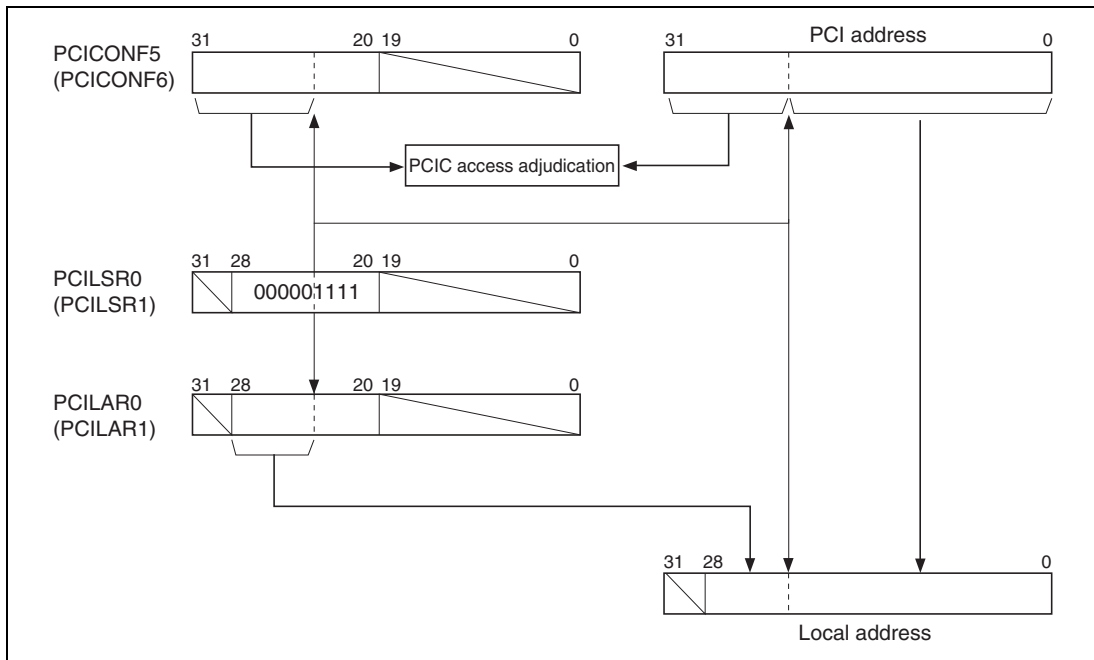 PCICONF5
(PCICONF6)
31 20 19 0
PCI address
31 0
PCIC access adjudication
PCILSR0
(PCILSR1)
31 28 20 19 0
000001111
PCILAR0
(PCILAR1)
31 28 20 19 0
31 28 0
Local address